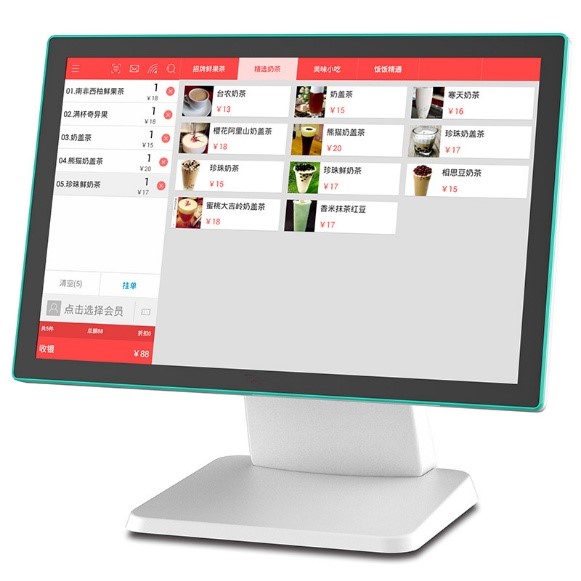 招牌鲜果茶 精选奶茶 美味小吃 饭饭精通
01.南非西柚鲜果茶 1
￥18
02.满杯奇异果 1
￥18
03.奶盖茶 1
￥15
04.熊猫奶盖茶 1
￥20
05.珍珠鲜奶茶 1
￥17
清空(5) 挂单
点击选择会员
共5件 总额88 折扣0
收银 ￥88
台农奶茶
￥13
奶盖茶
￥15
寒天奶茶
￥16
樱花阿里山奶盖茶
￥18
熊猫奶盖茶
￥20
珍珠奶盖茶
￥17
珍珠奶茶
￥15
珍珠鲜奶茶
￥17
相思豆奶茶
￥15
蜜桃大吉岭奶盖茶
￥18
香米抹茶红豆
￥17